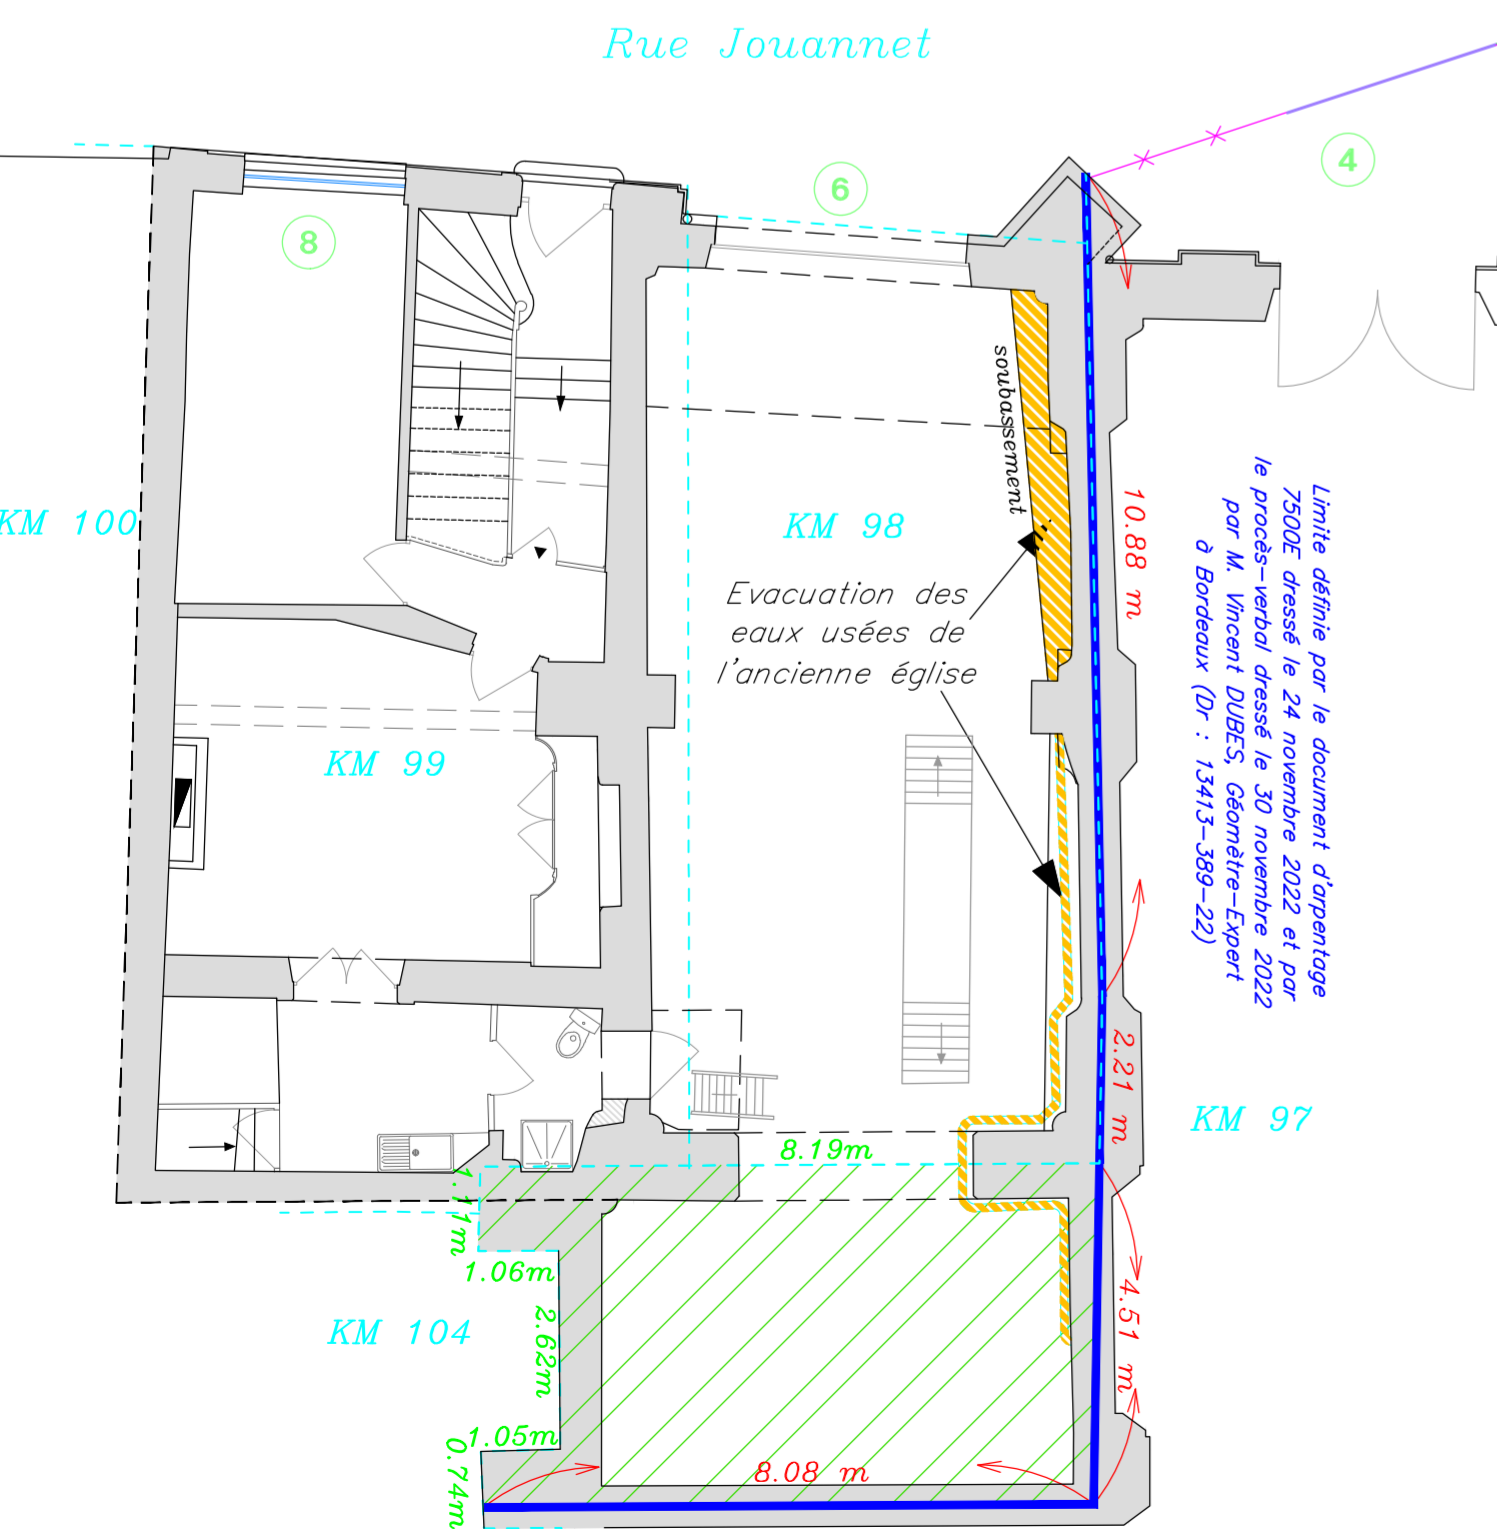 Rue Jouannet
4
6
8
soubassement
KM 100
KM 98
10.88 m
Limite définie par le document d'arpentage
7500E dressé le 24 novembre 2022 et par
le procès-verbal dressé le 30 novembre 2022
par M. Vincent DUBES, Géomètre-Expert
à Bordeaux (Dr : 13413-389-22)
Evacuation des
eaux usées de
l'ancienne église
KM 99
2.21 m
KM 97
8.19m
1.11m
1.06m
KM 104
2.62m
4.51 m
1.05m
0.74m
8.08 m